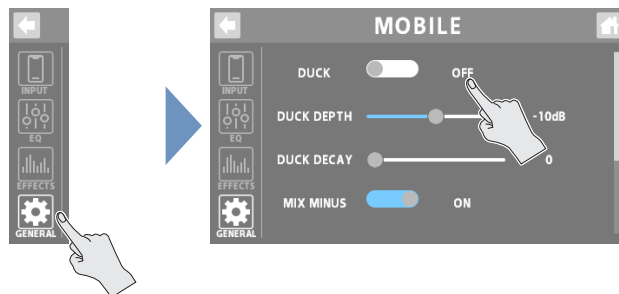 INPUT
EQ
EFFECTS
GENERAL
MOBILE
INPUT
EQ
EFFECTS
GENERAL
DUCK OFF
DUCK DEPTH -10dB
DUCK DECAY 0
MIX MINUS ON